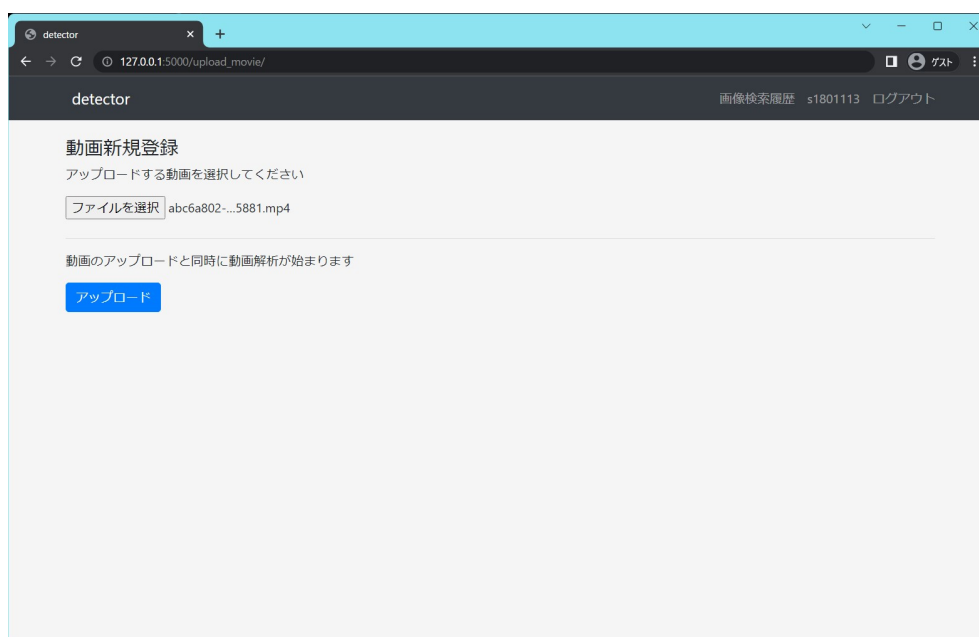 detector
127.0.0.1:5000/upload_movie/
ゲスト
detector 画像検索履歴 s1801113 ログアウト
動画新規登録
アップロードする動画を選択してください
ファイルを選択 abc6a802-...5881.mp4
動画のアップロードと同時に動画解析が始まります
アップロード